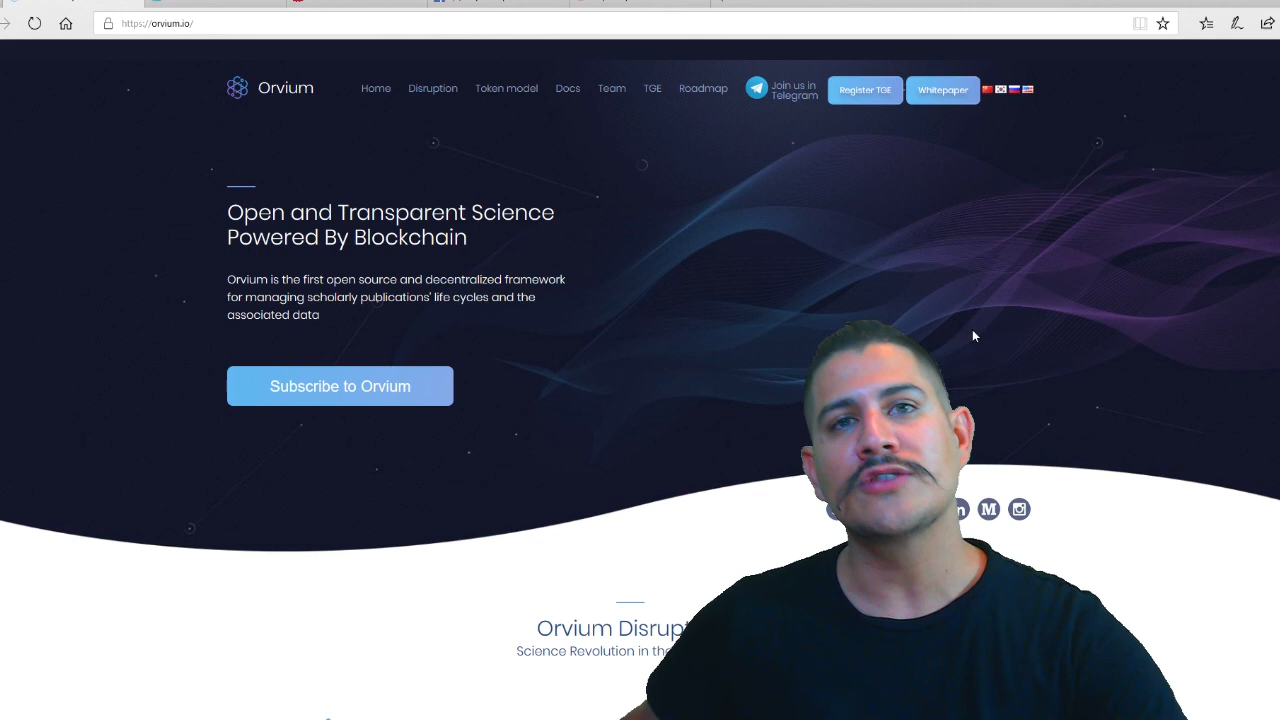 https://orvium.io/
Orvium
Home
Disruption
Token model
Docs
Team
TGE
Roadmap
Join us in
Telegram
Register TGE
Whitepaper
Open and Transparent Science
Powered By Blockchain
Orvium is the first open source and decentralized framework
for managing scholarly publications' life cycles and the
associated data
Subscribe to Orvium
Orvium Disrupt
Science Revolution in the